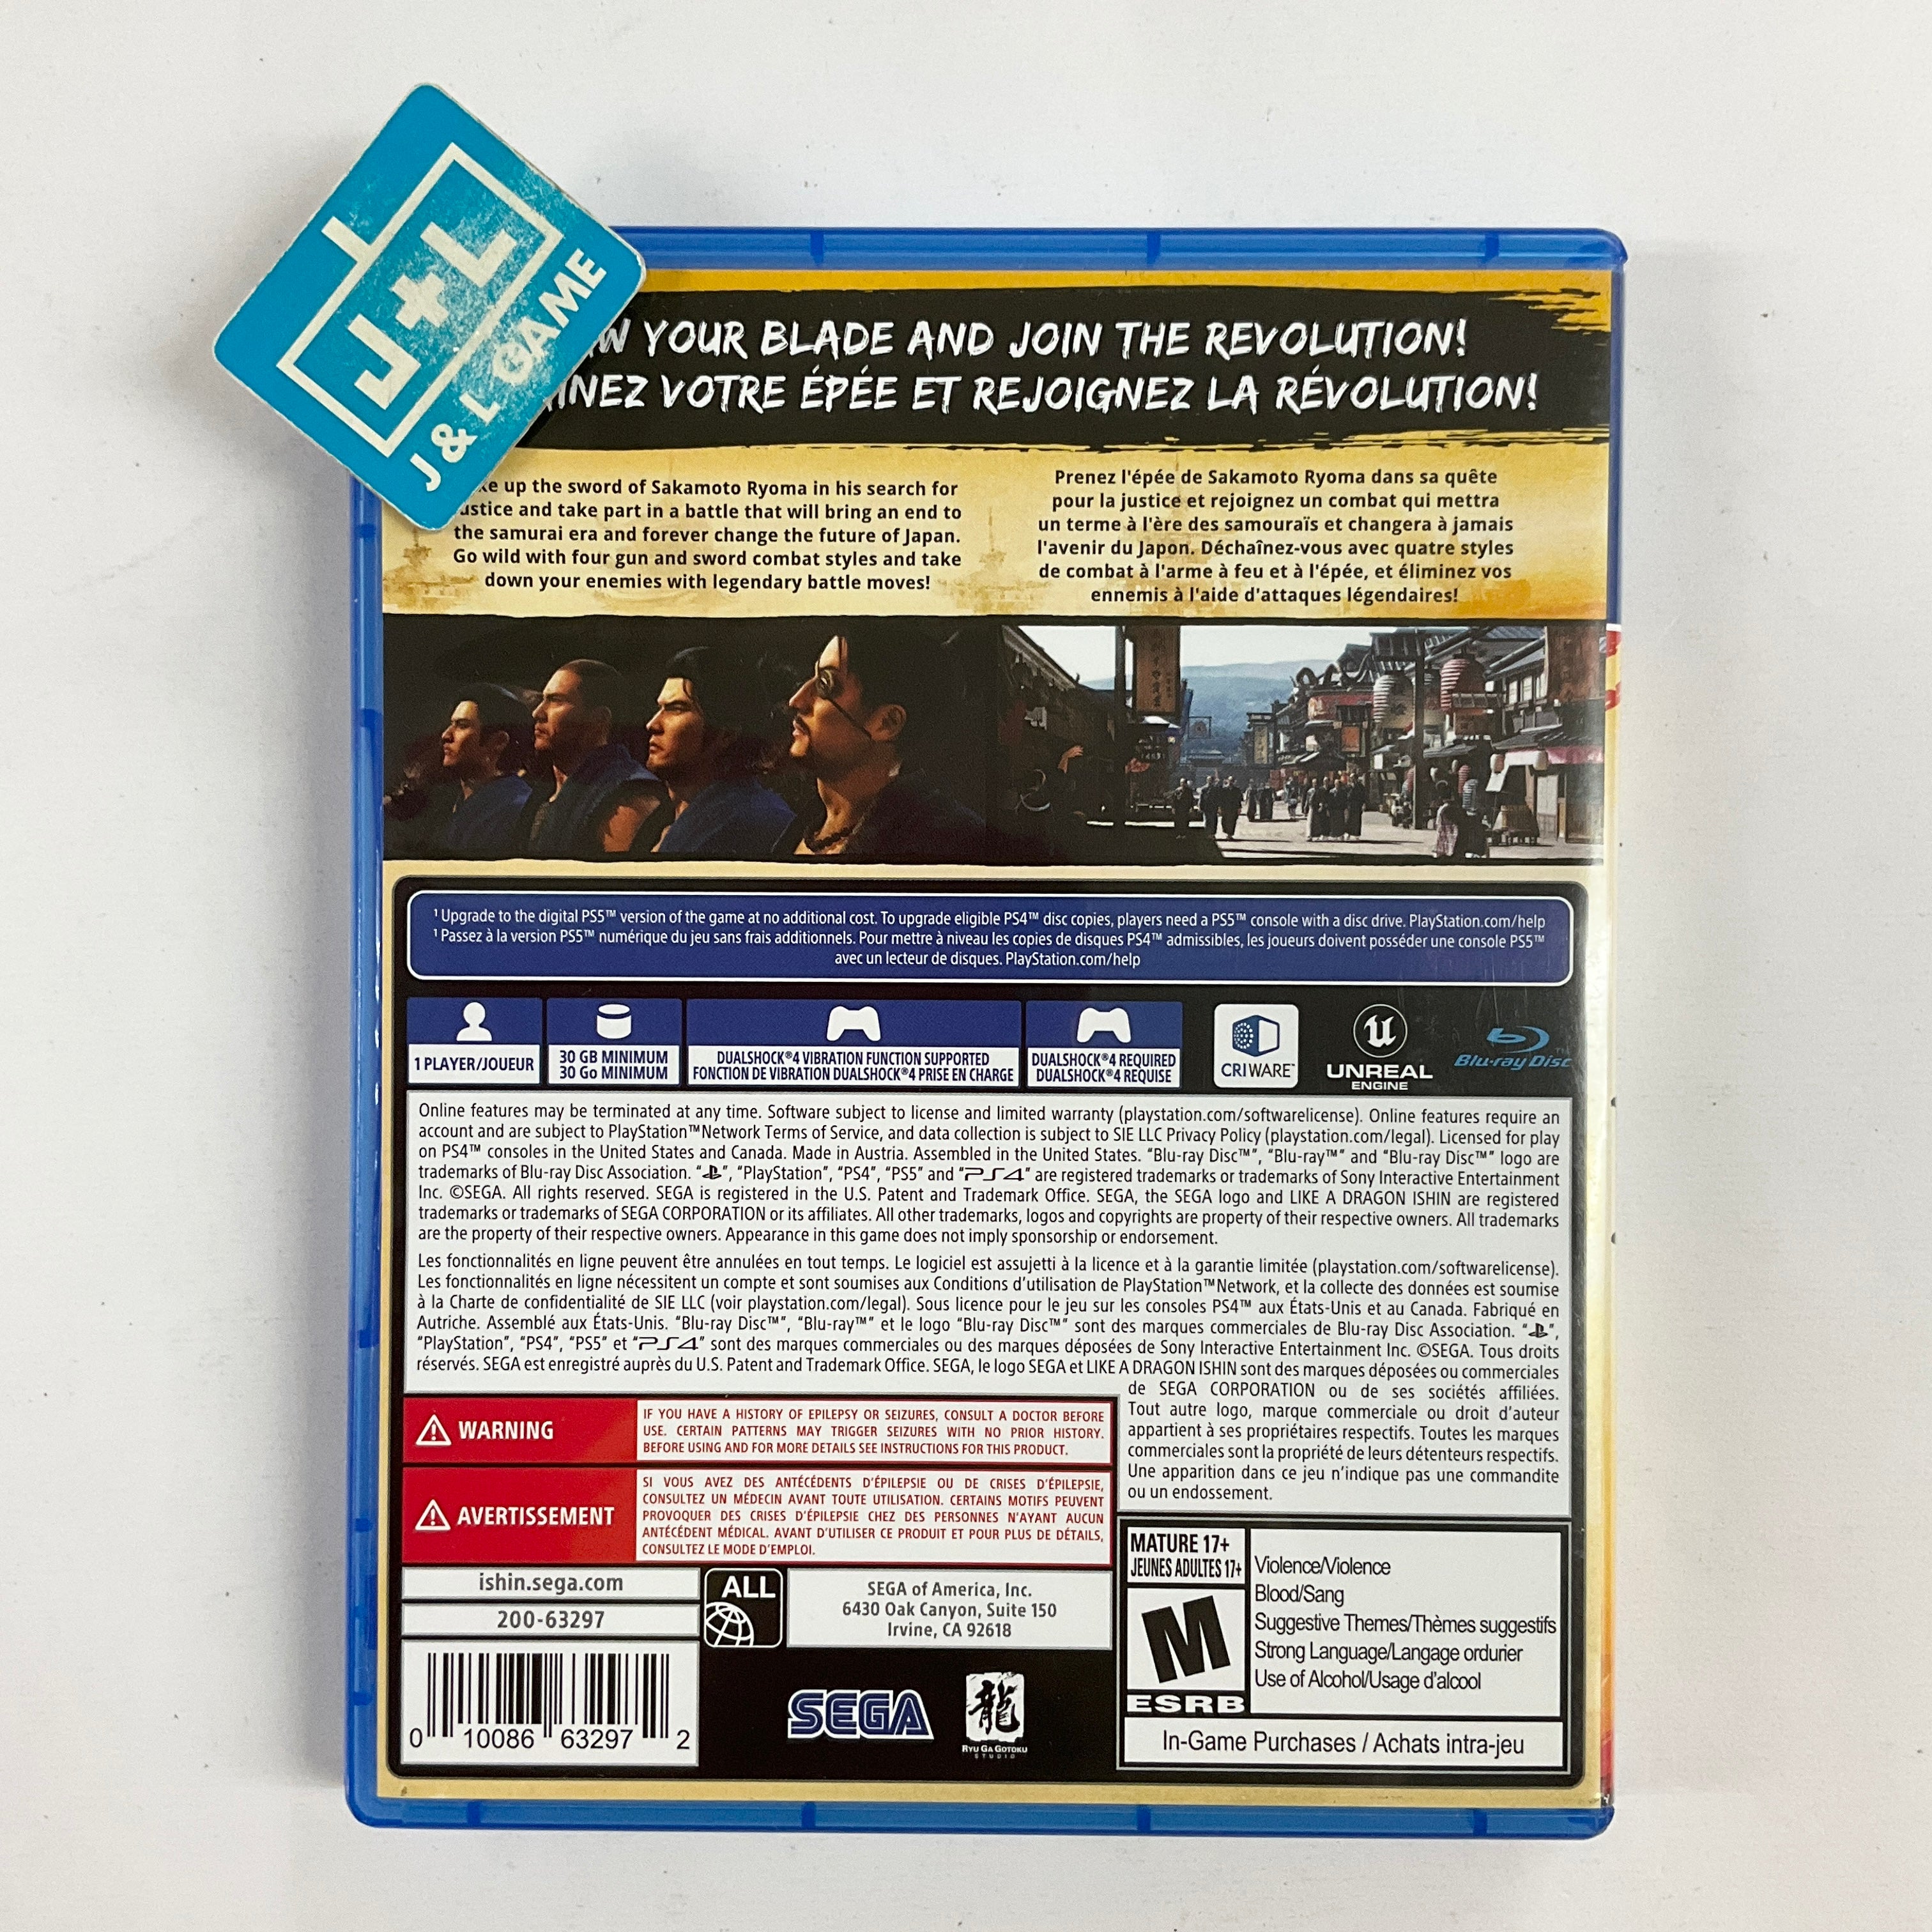 J+L
J & L GAME
YOUR BLADE AND JOIN THE REVOLUTION!
VOTRE ÉPÉE ET REJOIGNEZ LA RÉVOLUTION!
up the sword of Sakamoto Ryoma in his search for
and take part in a battle that will bring an end to
the samurai era and forever change the future of Japan.
Go wild with four gun and sword combat styles and take
down your enemies with legendary battle moves!
Prenez l'épée de Sakamoto Ryoma dans sa quête
pour la justice et rejoignez un combat qui mettra
un terme à l'ère des samouraïs et changera à jamais
l'avenir du Japon. Déchaînez-vous avec quatre styles
de combat à l'arme à feu et à l'épée, et éliminez vos
ennemis à l'aide d'attaques légendaires!
¹ Upgrade to the digital PS5™ version of the game at no additional cost. To upgrade eligible PS4™ disc copies, players need a PS5™ console with a disc drive. PlayStation.com/help
¹ Passez à la version PS5™ numérique du jeu sans frais additionnels. Pour mettre à niveau les copies de disques PS4™ admissibles, les joueurs doivent posséder une console PS5™
avec un lecteur de disques. PlayStation.com/help
1 PLAYER/JOUEUR
30 GB MINIMUM
30 Go MINIMUM
DUALSHOCK®4 VIBRATION FUNCTION SUPPORTED
FONCTION DE VIBRATION DUALSHOCK®4 PRISE EN CHARGE
DUALSHOCK®4 REQUIRED
DUALSHOCK®4 REQUISE
CRIWARE™
UNREAL
ENGINE
Blu-ray Disc™
Online features may be terminated at any time. Software subject to license and limited warranty (playstation.com/softwarelicense). Online features require an
account and are subject to PlayStation™Network Terms of Service, and data collection is subject to SIE LLC Privacy Policy (playstation.com/legal). Licensed for play
on PS4™ consoles in the United States and Canada. Made in Austria. Assembled in the United States. “Blu-ray Disc™”, “Blu-ray™” and “Blu-ray Disc™” logo are
trademarks of Blu-ray Disc Association. “ ”, “PlayStation”, “PS4”, “PS5” and “PS4” are registered trademarks or trademarks of Sony Interactive Entertainment
Inc. ©SEGA. All rights reserved. SEGA is registered in the U.S. Patent and Trademark Office. SEGA, the SEGA logo and LIKE A DRAGON ISHIN are registered
trademarks or trademarks of SEGA CORPORATION or its affiliates. All other trademarks, logos and copyrights are property of their respective owners. All trademarks
are the property of their respective owners. Appearance in this game does not imply sponsorship or endorsement.
Les fonctionnalités en ligne peuvent être annulées en tout temps. Le logiciel est assujetti à la licence et à la garantie limitée (playstation.com/softwarelicense).
Les fonctionnalités en ligne nécessitent un compte et sont soumises aux Conditions d’utilisation de PlayStation™Network, et la collecte des données est soumise
à la Charte de confidentialité de SIE LLC (voir playstation.com/legal). Sous licence pour le jeu sur les consoles PS4™ aux États-Unis et au Canada. Fabriqué en
Autriche. Assemblé aux États-Unis. “Blu-ray Disc™”, “Blu-ray™” et le logo “Blu-ray Disc™” sont des marques commerciales de Blu-ray Disc Association. “ ”,
“PlayStation”, “PS4”, “PS5” et “PS4” sont des marques commerciales ou des marques déposées de Sony Interactive Entertainment Inc. ©SEGA. Tous droits
réservés. SEGA est enregistré auprès du U.S. Patent and Trademark Office. SEGA, le logo SEGA et LIKE A DRAGON ISHIN sont des marques déposées ou commerciales
de SEGA CORPORATION ou de ses sociétés affiliées.
Tout autre logo, marque commerciale ou droit d’auteur
appartient à ses propriétaires respectifs. Toutes les marques
commerciales sont la propriété de leurs détenteurs respectifs.
Une apparition dans ce jeu n’indique pas une commandite
ou un endossement.
WARNING
IF YOU HAVE A HISTORY OF EPILEPSY OR SEIZURES, CONSULT A DOCTOR BEFORE
USE. CERTAIN PATTERNS MAY TRIGGER SEIZURES WITH NO PRIOR HISTORY.
BEFORE USING AND FOR MORE DETAILS SEE INSTRUCTIONS FOR THIS PRODUCT.
AVERTISSEMENT
SI VOUS AVEZ DES ANTÉCÉDENTS D’ÉPILEPSIE OU DE CRISES D’ÉPILEPSIE,
CONSULTEZ UN MÉDECIN AVANT TOUTE UTILISATION. CERTAINS MOTIFS PEUVENT
PROVOQUER DES CRISES D’ÉPILEPSIE CHEZ DES PERSONNES N’AYANT AUCUN
ANTÉCÉDENT MÉDICAL. AVANT D’UTILISER CE PRODUIT ET POUR PLUS DE DÉTAILS,
CONSULTEZ LE MODE D’EMPLOI.
ishin.sega.com
200-63297
ALL
SEGA of America, Inc.
6430 Oak Canyon, Suite 150
Irvine, CA 92618
0 10086 63297 2
SEGA
龍
RYU GA GOTOKU
STUDIO
MATURE 17+
JEUNES ADULTES 17+
M
ESRB
Violence/Violence
Blood/Sang
Suggestive Themes/Thèmes suggestifs
Strong Language/Langage ordurier
Use of Alcohol/Usage d'alcool
In-Game Purchases / Achats intra-jeu